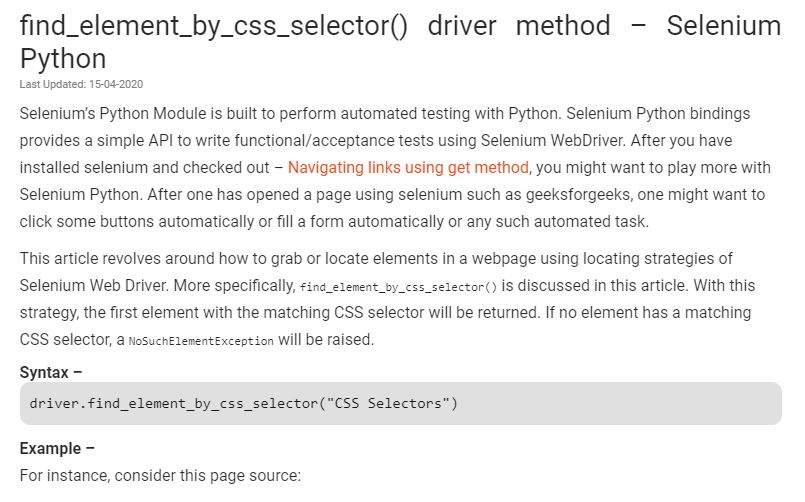 find_element_by_css_selector() driver method – Selenium
Python
Last Updated: 15-04-2020
Selenium’s Python Module is built to perform automated testing with Python. Selenium Python bindings
provides a simple API to write functional/acceptance tests using Selenium WebDriver. After you have
installed selenium and checked out – Navigating links using get method, you might want to play more with
Selenium Python. After one has opened a page using selenium such as geeksforgeeks, one might want to
click some buttons automatically or fill a form automatically or any such automated task.
This article revolves around how to grab or locate elements in a webpage using locating strategies of
Selenium Web Driver. More specifically, find_element_by_css_selector() is discussed in this article. With this
strategy, the first element with the matching CSS selector will be returned. If no element has a matching
CSS selector, a NoSuchElementException will be raised.
Syntax –
driver.find_element_by_css_selector("CSS Selectors")
Example –
For instance, consider this page source: